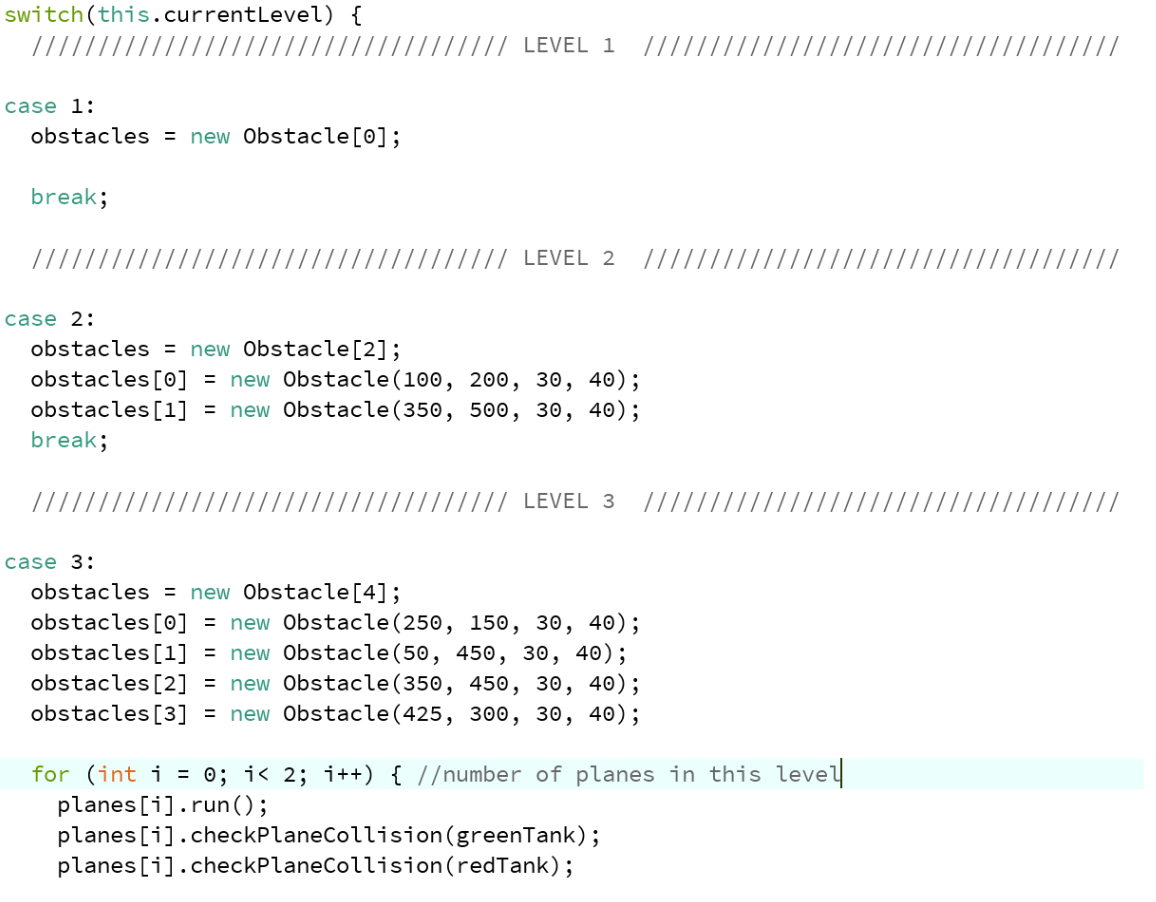 switch(this.currentLevel) {
//////////////////////////////////// LEVEL 1 ////////////////////////////////////
case 1:
obstacles = new Obstacle[0];
break;
//////////////////////////////////// LEVEL 2 ////////////////////////////////////
case 2:
obstacles = new Obstacle[2];
obstacles[0] = new Obstacle(100, 200, 30, 40);
obstacles[1] = new Obstacle(350, 500, 30, 40);
break;
//////////////////////////////////// LEVEL 3 ////////////////////////////////////
case 3:
obstacles = new Obstacle[4];
obstacles[0] = new Obstacle(250, 150, 30, 40);
obstacles[1] = new Obstacle(50, 450, 30, 40);
obstacles[2] = new Obstacle(350, 450, 30, 40);
obstacles[3] = new Obstacle(425, 300, 30, 40);
for (int i = 0; i< 2; i++) { //number of planes in this level
planes[i].run();
planes[i].checkPlaneCollision(greenTank);
planes[i].checkPlaneCollision(redTank);